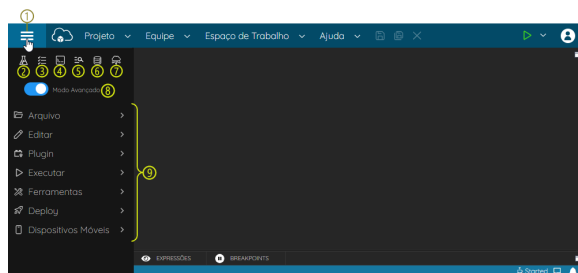 ①
Projeto Equipe Espaço de Trabalho Ajuda
② ③ ④ ⑤ ⑥ ⑦
Modo Avançado ⑧
Arquivo
Editar
Plugin
Executar ⑨
Ferramentas
Deploy
Dispositivos Móveis
EXPRESSÕES BREAKPOINTS
Started